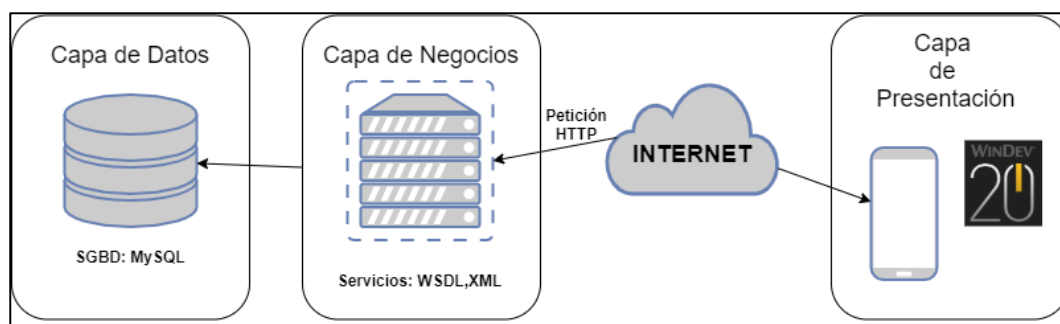 Capa de Datos
SGBD: MySQL
Capa de Negocios
Servicios: WSDL,XML
Petición
HTTP
INTERNET
Capa
de
Presentación
WINDEV
20